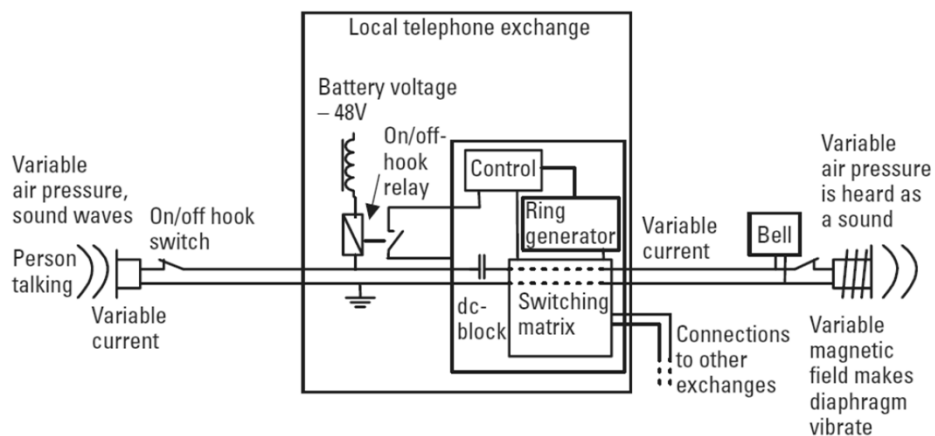 Local telephone exchange
Battery voltage
– 48V
On/off-
hook
relay
Variable
air pressure,
sound waves
On/off hook
switch
Person
talking
Variable
current
Control
Ring
generator
dc-
block
Switching
matrix
Variable
current
Bell
Variable
air pressure
is heard as
a sound
Connections
to other
exchanges
Variable
magnetic
field makes
diaphragm
vibrate